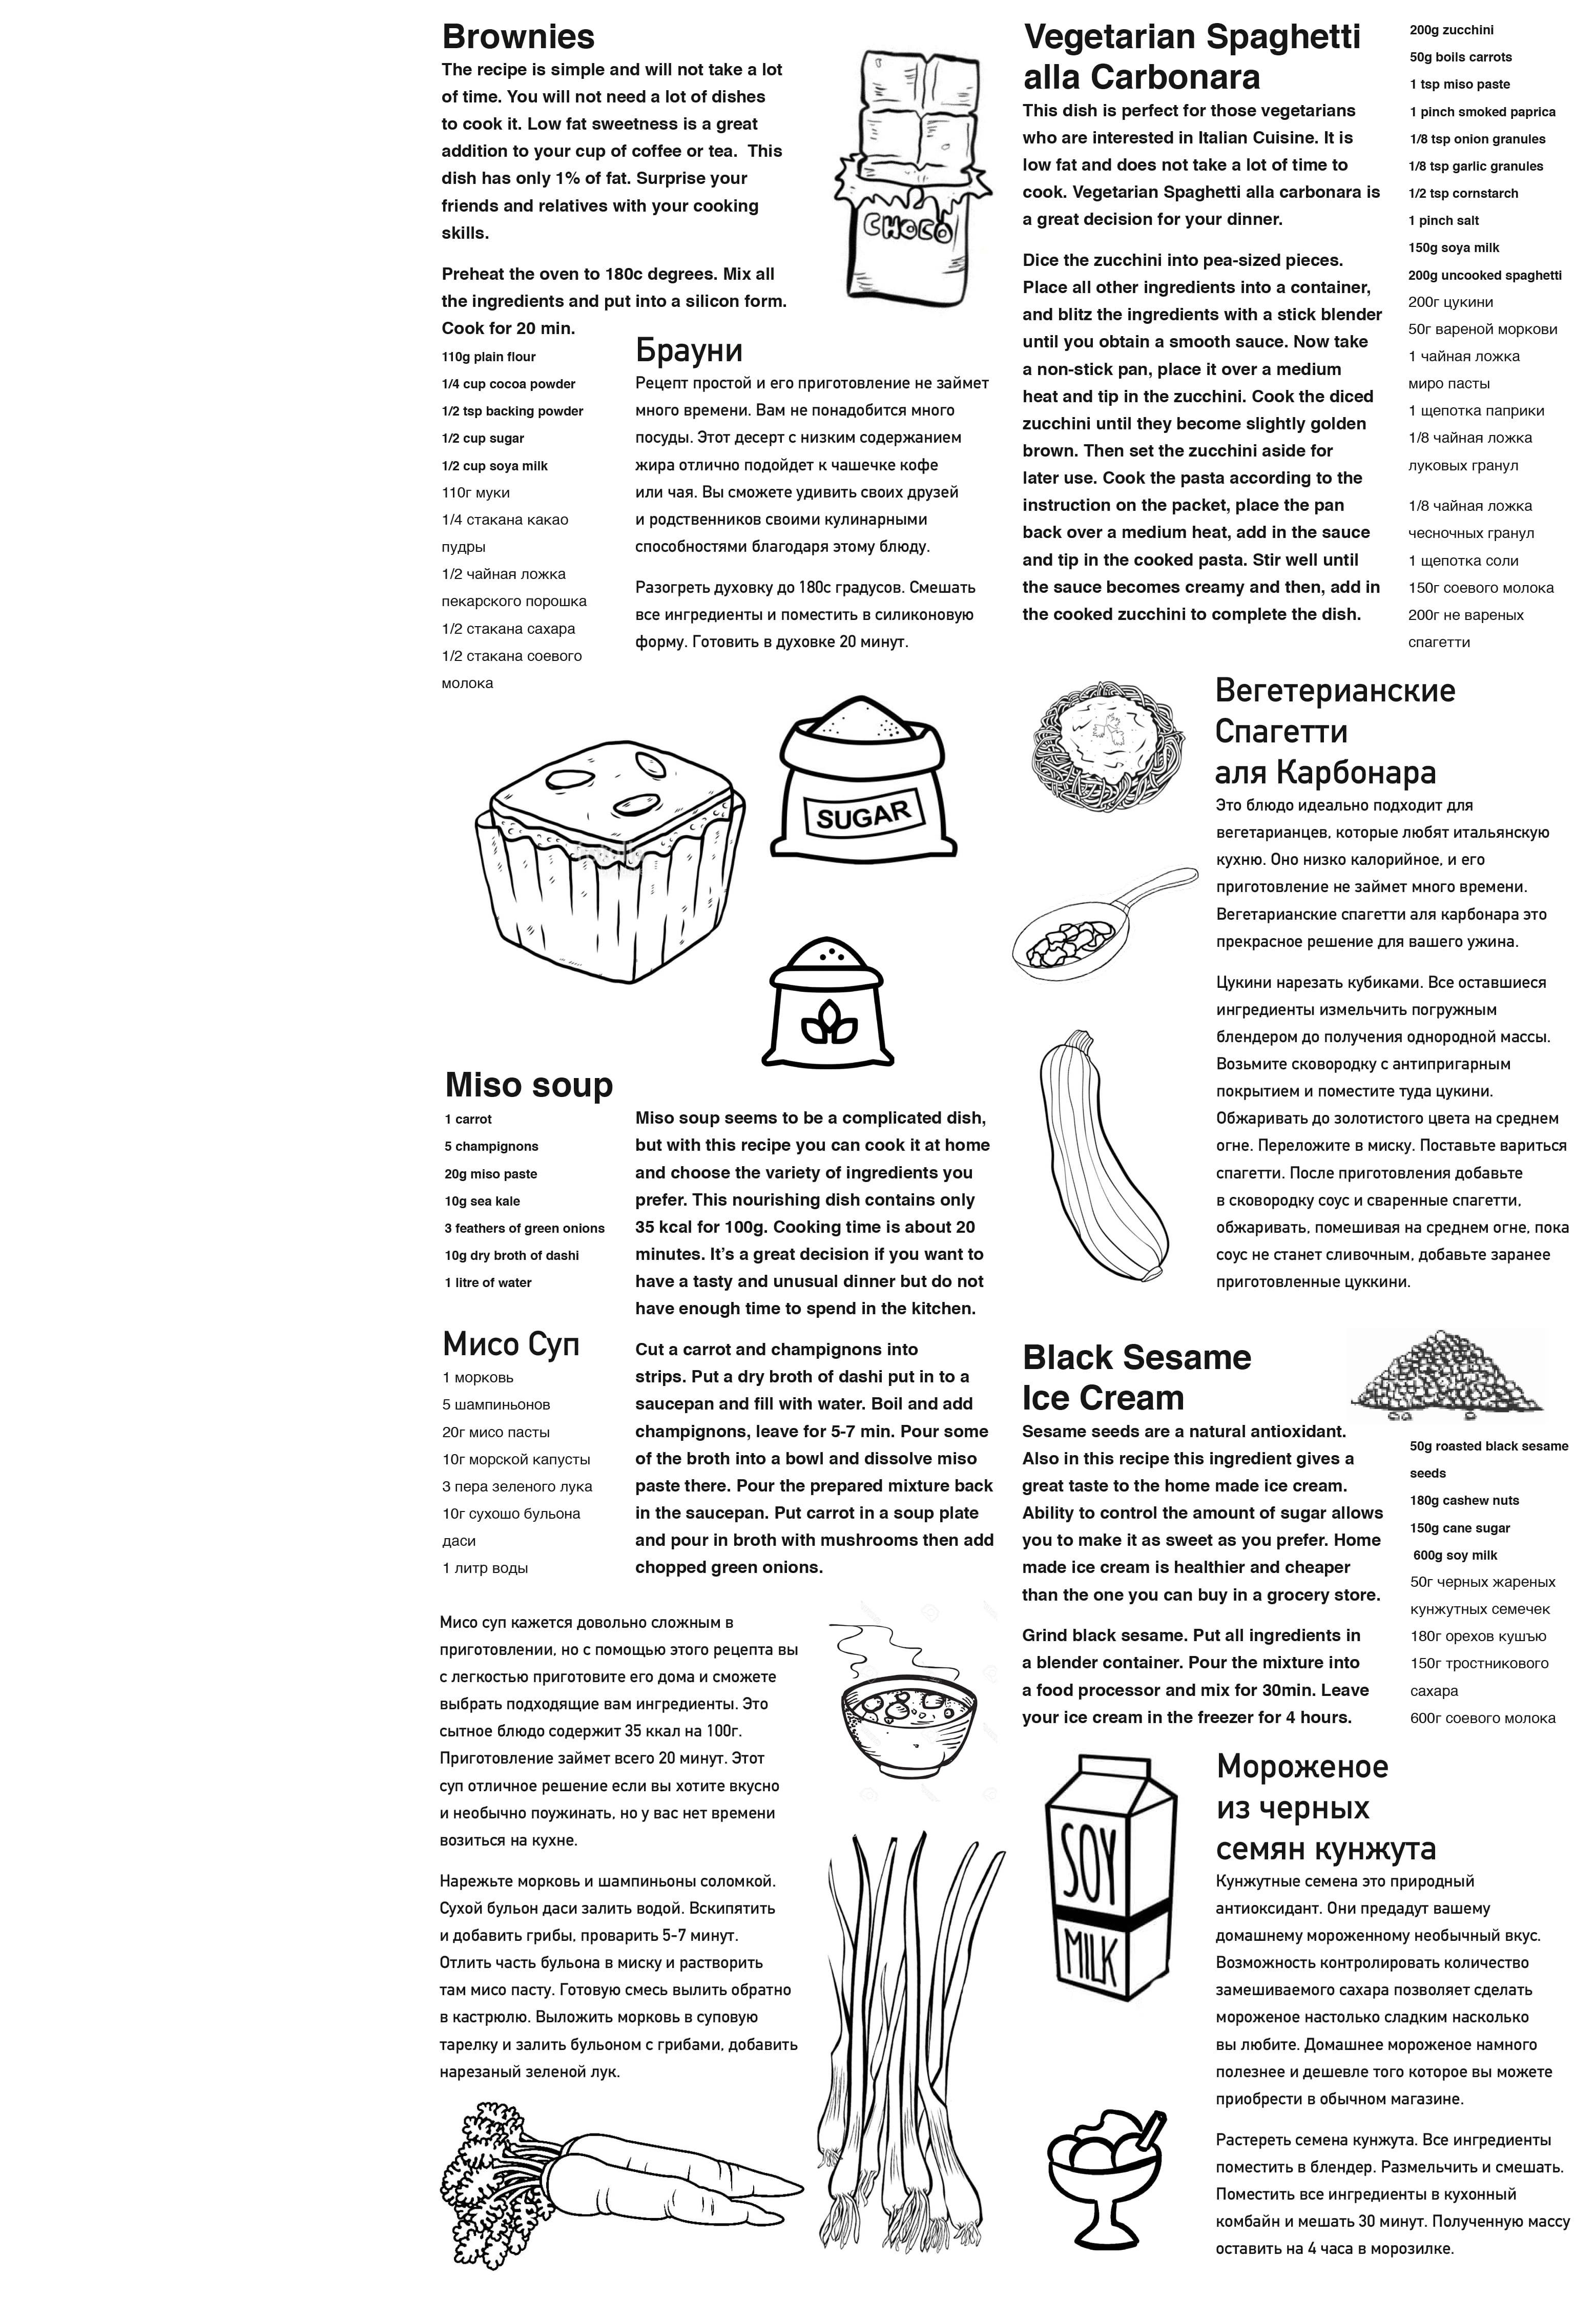 Brownies
The recipe is simple and will not take a lot
of time. You will not need a lot of dishes
to cook it. Low fat sweetness is a great
addition to your cup of coffee or tea.  This
dish has only 1% of fat. Surprise your
friends and relatives with your cooking
skills.
Preheat the oven to 180c degrees. Mix all
the ingredients and put into a silicon form.
Cook for 20 min.
110g plain flour
1/4 cup cocoa powder
1/2 tsp backing powder
1/2 cup sugar
1/2 cup soya milk
110г муки
1/4 стакана какао
пудры
1/2 чайная ложка
пекарского порошка
1/2 стакана сахара
1/2 стакана соевого
молока
CHOCO
Брауни
Рецепт простой и его приготовление не займет
много времени. Вам не понадобится много
посуды. Этот десерт с низким содержанием
жира отлично подойдет к чашечке кофе
или чая. Вы сможете удивить своих друзей
и родственников своими кулинарными
способностями благодаря этому блюду.
Разогреть духовку до 180с градусов. Смешать
все ингредиенты и поместить в силиконовую
форму. Готовить в духовке 20 минут.
SUGAR
Miso soup
1 carrot
5 champignons
20g miso paste
10g sea kale
3 feathers of green onions
10g dry broth of dashi
1 litre of water
Miso soup seems to be a complicated dish,
but with this recipe you can cook it at home
and choose the variety of ingredients you
prefer. This nourishing dish contains only
35 kcal for 100g. Cooking time is about 20
minutes. It’s a great decision if you want to
have a tasty and unusual dinner but do not
have enough time to spend in the kitchen.
Cut a carrot and champignons into
strips. Put a dry broth of dashi put in to a
saucepan and fill with water. Boil and add
champignons, leave for 5-7 min. Pour some
of the broth into a bowl and dissolve miso
paste there. Pour the prepared mixture back
in the saucepan. Put carrot in a soup plate
and pour in broth with mushrooms then add
chopped green onions.
Мисо Суп
1 морковь
5 шампиньонов
20г мисо пасты
10г морской капусты
3 пера зеленого лука
10г сухошо бульона
даси
1 литр воды
Мисо суп кажется довольно сложным в
приготовлении, но с помощью этого рецепта вы
с легкостью приготовите его дома и сможете
выбрать подходящие вам ингредиенты. Это
сытное блюдо содержит 35 ккал на 100г.
Приготовление займет всего 20 минут. Этот
суп отличное решение если вы хотите вкусно
и необычно поужинать, но у вас нет времени
возиться на кухне.
Нарежьте морковь и шампиньоны соломкой.
Сухой бульон даси залить водой. Вскипятить
и добавить грибы, проварить 5-7 минут.
Отлить часть бульона в миску и растворить
там мисо пасту. Готовую смесь вылить обратно
в кастрюлю. Выложить морковь в суповую
тарелку и залить бульоном с грибами, добавить
нарезаный зеленой лук.
Vegetarian Spaghetti
alla Carbonara
This dish is perfect for those vegetarians
who are interested in Italian Cuisine. It is
low fat and does not take a lot of time to
cook. Vegetarian Spaghetti alla carbonara is
a great decision for your dinner.
Dice the zucchini into pea-sized pieces.
Place all other ingredients into a container,
and blitz the ingredients with a stick blender
until you obtain a smooth sauce. Now take
a non-stick pan, place it over a medium
heat and tip in the zucchini. Cook the diced
zucchini until they become slightly golden
brown. Then set the zucchini aside for
later use. Cook the pasta according to the
instruction on the packet, place the pan
back over a medium heat, add in the sauce
and tip in the cooked pasta. Stir well until
the sauce becomes creamy and then, add in
the cooked zucchini to complete the dish.
200g zucchini
50g boils carrots
1 tsp miso paste
1 pinch smoked paprica
1/8 tsp onion granules
1/8 tsp garlic granules
1/2 tsp cornstarch
1 pinch salt
150g soya milk
200g uncooked spaghetti
200г цукини
50г вареной моркови
1 чайная ложка
миро пасты
1 щепотка паприки
1/8 чайная ложка
луковых гранул
1/8 чайная ложка
чесночных гранул
1 щепотка соли
150г соевого молока
200г не вареных
спагетти
Вегетерианские
Спагетти
аля Карбонара
Это блюдо идеально подходит для
вегетарианцев, которые любят итальянскую
кухню. Оно низко калорийное, и его
приготовление не займет много времени.
Вегетарианские спагетти аля карбонара это
прекрасное решение для вашего ужина.
Цукини нарезать кубиками. Все оставшиеся
ингредиенты измельчить погружным
блендером до получения однородной массы.
Возьмите сковородку с антипригарным
покрытием и поместите туда цукини.
Обжаривать до золотистого цвета на среднем
огне. Переложите в миску. Поставьте вариться
спагетти. После приготовления добавьте
в сковородку соус и сваренные спагетти,
обжаривать, помешивая на среднем огне, пока
соус не станет сливочным, добавьте заранее
приготовленные цуккини.
Black Sesame
Ice Cream
Sesame seeds are a natural antioxidant.
Also in this recipe this ingredient gives a
great taste to the home made ice cream.
Ability to control the amount of sugar allows
you to make it as sweet as you prefer. Home
made ice cream is healthier and cheaper
than the one you can buy in a grocery store.
Grind black sesame. Put all ingredients in
a blender container. Pour the mixture into
a food processor and mix for 30min. Leave
your ice cream in the freezer for 4 hours.
50g roasted black sesame
seeds
180g cashew nuts
150g cane sugar
600g soy milk
50г черных жареных
кунжутных семечек
180г орехов кушъю
150г тростникового
сахара
600г соевого молока
SOY
MILK
Мороженое
из черных
семян кунжута
Кунжутные семена это природный
антиоксидант. Они предадут вашему
домашнему мороженному необычный вкус.
Возможность контролировать количество
замешиваемого сахара позволяет сделать
мороженое настолько сладким насколько
вы любите. Домашнее мороженое намного
полезнее и дешевле того которое вы можете
приобрести в обычном магазине.
Растереть семена кунжута. Все ингредиенты
поместить в блендер. Размельчить и смешать.
Поместить все ингредиенты в кухонный
комбайн и мешать 30 минут. Полученную массу
оставить на 4 часа в морозилке.